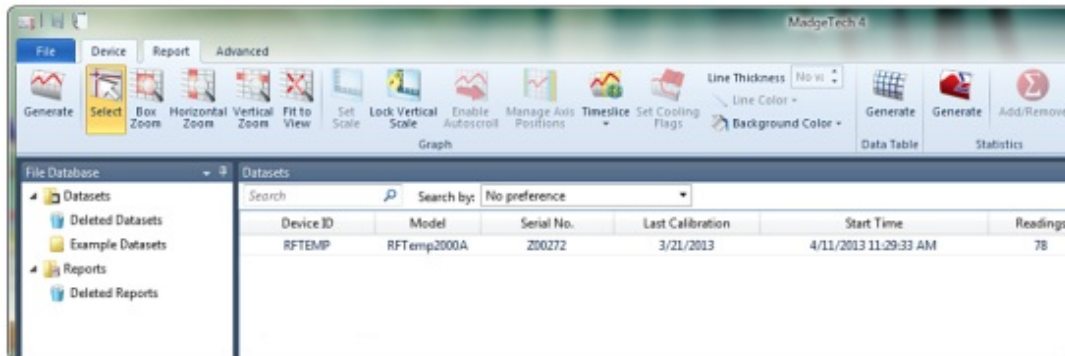 MadgeTech 4
File Device Report Advanced
Generate Select Box Zoom Horizontal Zoom Vertical Zoom Fit to View Set Scale Lock Vertical Scale Enable Autoscroll Manage Axis Positions Timeslice Set Cooling Flags
Line Thickness
Line Color
Background Color
Generate Generate Add/Remove
Graph Data Table Statistics
File Database
Datasets
Deleted Datasets
Example Datasets
Reports
Deleted Reports
Datasets
Search Search by: No preference
Device ID Model Serial No. Last Calibration Start Time Readings
RFTEMP RFTemp2000A Z00272 3/21/2013 4/11/2013 11:29:33 AM 78